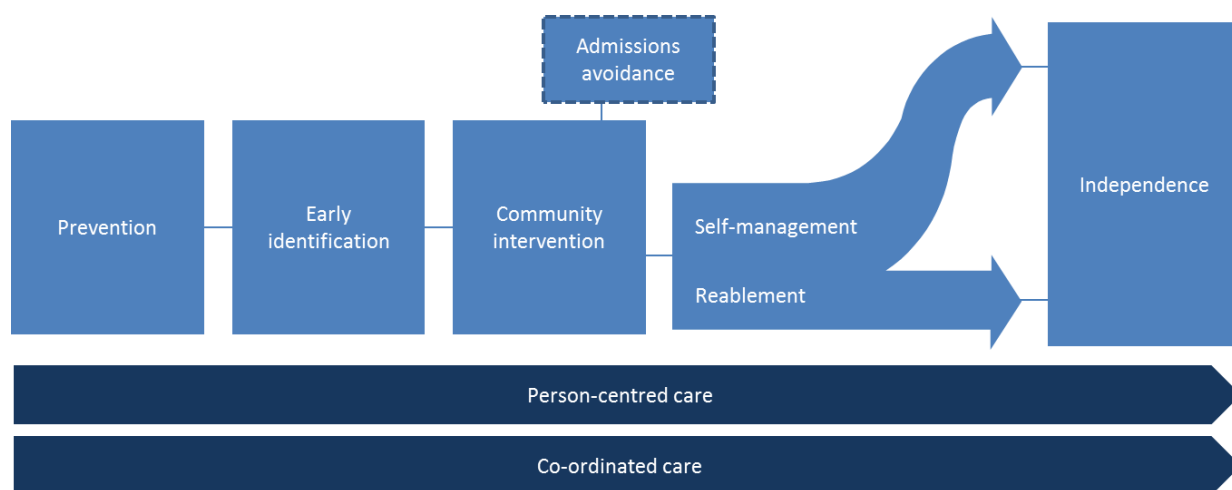 Admissions
avoidance
Prevention
Early
identification
Community
intervention
Self-management
Reablement
Independence
Person-centred care
Co-ordinated care